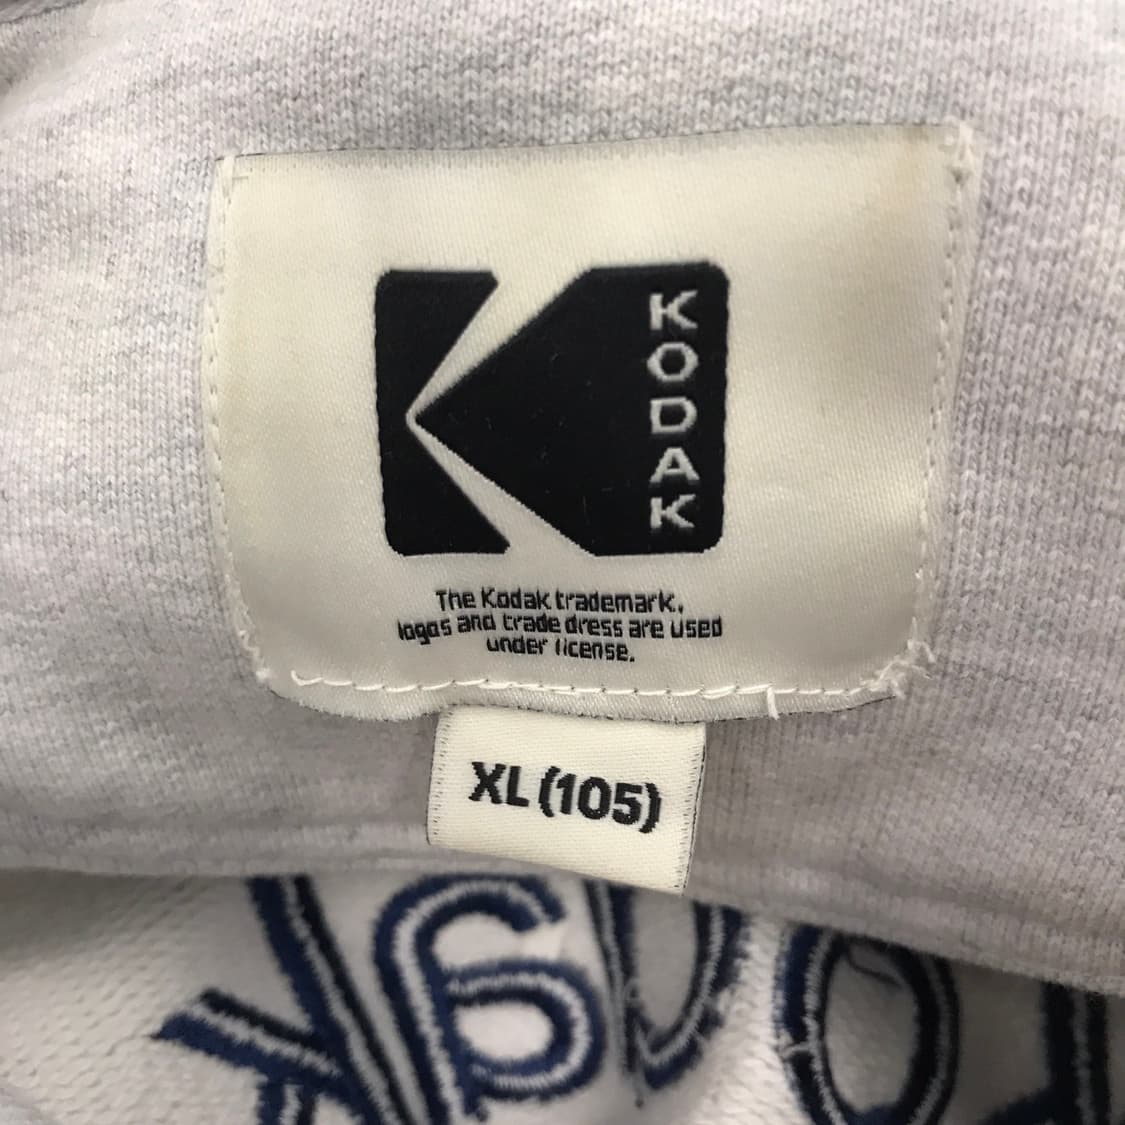 KODAK
The Kodak trademark,
logos and trade dress are used
under license.
XL (105)